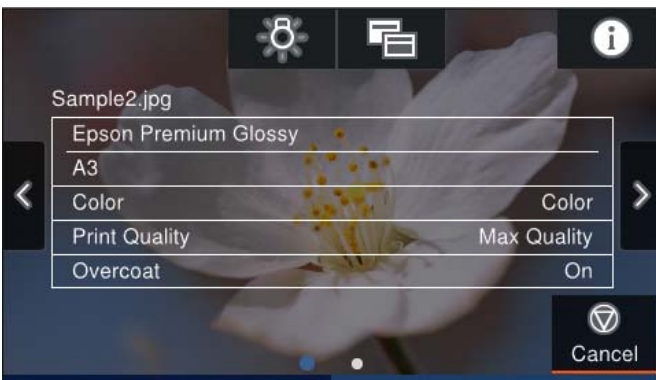 Sample2.jpg
Epson Premium Glossy
A3
Color Color
Print Quality Max Quality
Overcoat On
Cancel